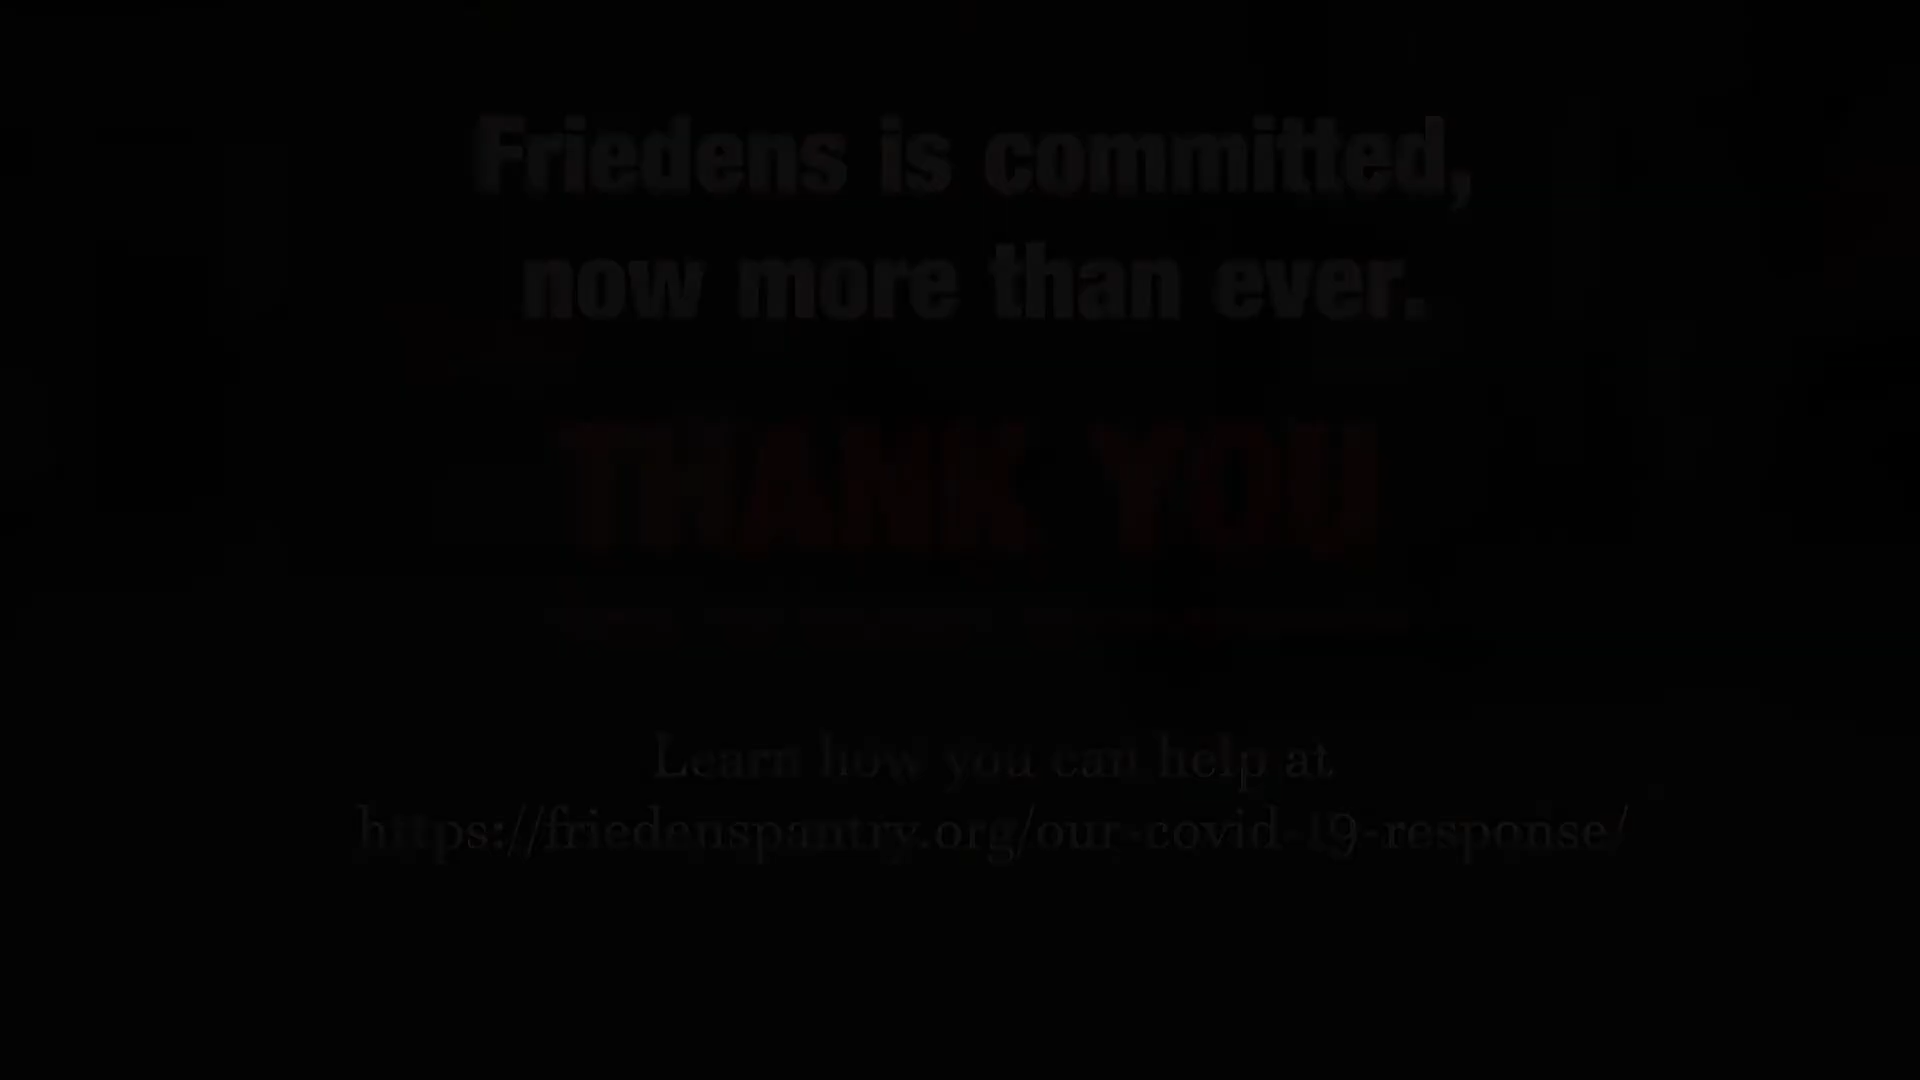 Friedens is committed,
now more than ever.
THANK YOU
Learn how you can help at
https://friedenspantry.org/our-covid-19-response/